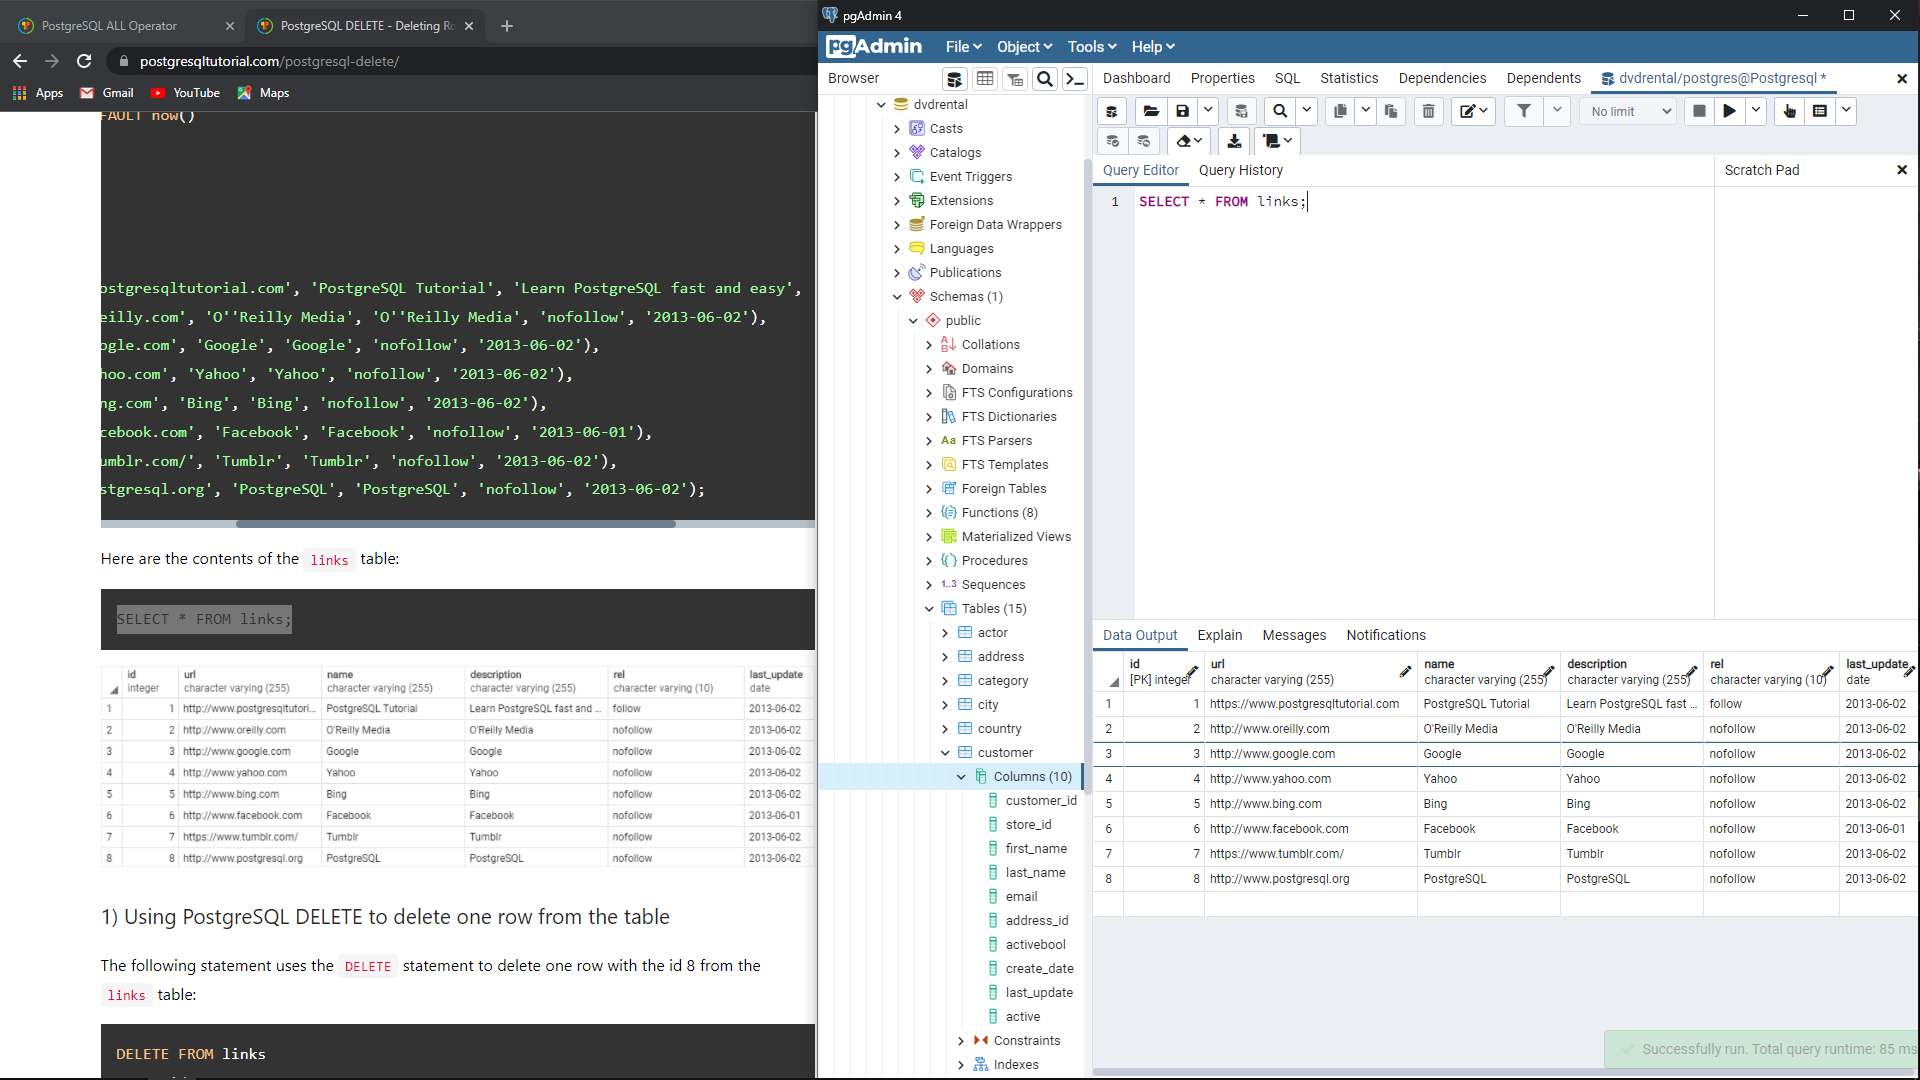 PostgreSQL ALL Operator
PostgreSQL DELETE - Deleting Ro
postgresqltutorial.com/postgresql-delete/
Apps Gmail YouTube Maps
FAULT now()
ostgresqltutorial.com', 'PostgreSQL Tutorial', 'Learn PostgreSQL fast and easy',
eilly.com', 'O''Reilly Media', 'O''Reilly Media', 'nofollow', '2013-06-02'),
ogle.com', 'Google', 'Google', 'nofollow', '2013-06-02'),
hoo.com', 'Yahoo', 'Yahoo', 'nofollow', '2013-06-02'),
ng.com', 'Bing', 'Bing', 'nofollow', '2013-06-02'),
cebook.com', 'Facebook', 'Facebook', 'nofollow', '2013-06-01'),
umblr.com/', 'Tumblr', 'Tumblr', 'nofollow', '2013-06-02'),
stgresql.org', 'PostgreSQL', 'PostgreSQL', 'nofollow', '2013-06-02');
Here are the contents of the links table:
SELECT * FROM links;
id url name description rel last_update
integer character varying (255) character varying (255) character varying (255) character varying (10) date
1 1 http://www.postgresqltutori... PostgreSQL Tutorial Learn PostgreSQL fast and ... follow 2013-06-02
2 2 http://www.oreilly.com O'Reilly Media O'Reilly Media nofollow 2013-06-02
3 3 http://www.google.com Google Google nofollow 2013-06-02
4 4 http://www.yahoo.com Yahoo Yahoo nofollow 2013-06-02
5 5 http://www.bing.com Bing Bing nofollow 2013-06-02
6 6 http://www.facebook.com Facebook Facebook nofollow 2013-06-01
7 7 https://www.tumblr.com/ Tumblr Tumblr nofollow 2013-06-02
8 8 http://www.postgresql.org PostgreSQL PostgreSQL nofollow 2013-06-02
1) Using PostgreSQL DELETE to delete one row from the table
The following statement uses the DELETE statement to delete one row with the id 8 from the
links table:
DELETE FROM links
pgAdmin 4
pgAdmin File Object Tools Help
Browser
dvdrental
Casts
Catalogs
Event Triggers
Extensions
Foreign Data Wrappers
Languages
Publications
Schemas (1)
public
Collations
Domains
FTS Configurations
FTS Dictionaries
Aa FTS Parsers
FTS Templates
Foreign Tables
Functions (8)
Materialized Views
Procedures
1..3 Sequences
Tables (15)
actor
address
category
city
country
customer
Columns (10)
customer_id
store_id
first_name
last_name
email
address_id
activebool
create_date
last_update
active
Constraints
Indexes
Dashboard Properties SQL Statistics Dependencies Dependents dvdrental/postgres@Postgresql *
No limit
Query Editor Query History
Scratch Pad
1 SELECT * FROM links;
Data Output Explain Messages Notifications
id url name description rel last_update
[PK] integer character varying (255) character varying (255) character varying (255) character varying (10) date
1 1 https://www.postgresqltutorial.com PostgreSQL Tutorial Learn PostgreSQL fast ... follow 2013-06-02
2 2 http://www.oreilly.com O'Reilly Media O'Reilly Media nofollow 2013-06-02
3 3 http://www.google.com Google Google nofollow 2013-06-02
4 4 http://www.yahoo.com Yahoo Yahoo nofollow 2013-06-02
5 5 http://www.bing.com Bing Bing nofollow 2013-06-02
6 6 http://www.facebook.com Facebook Facebook nofollow 2013-06-01
7 7 https://www.tumblr.com/ Tumblr Tumblr nofollow 2013-06-02
8 8 http://www.postgresql.org PostgreSQL PostgreSQL nofollow 2013-06-02
Successfully run. Total query runtime: 85 ms